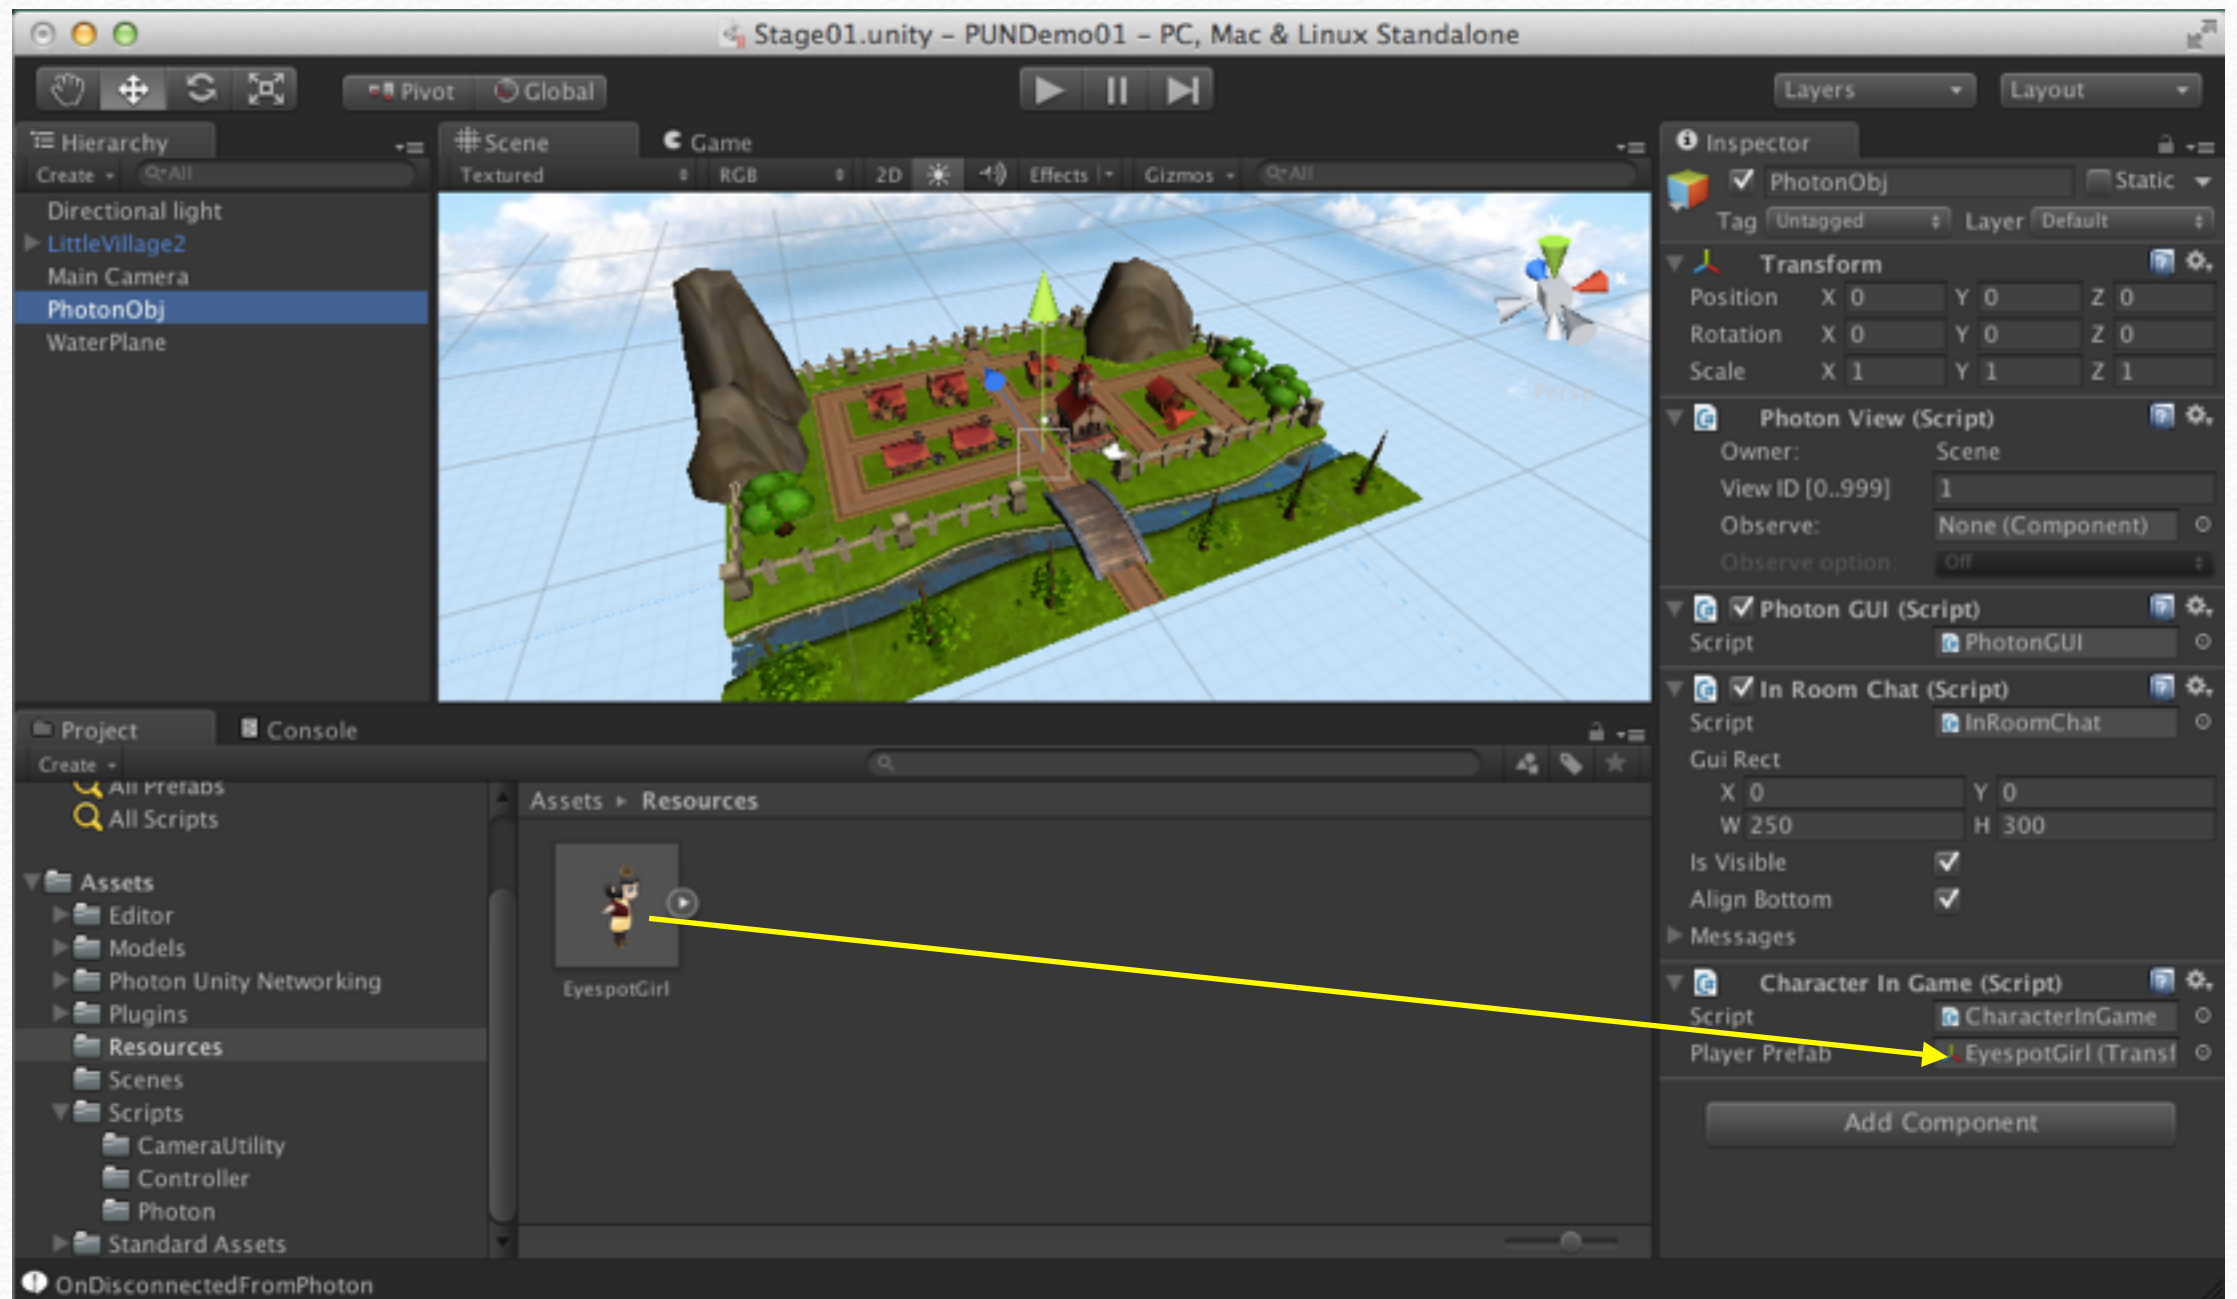 Stage01.unity – PUNDemo01 – PC, Mac & Linux Standalone
Pivot Global Layers Layout
Hierarchy
Create All
Directional light
LittleVillage2
Main Camera
PhotonObj
WaterPlane
Scene Game
Textured RGB 2D Effects Gizmos All
y
x
Persp
Project Console
Create
All Prefabs
All Scripts
Assets
Editor
Models
Photon Unity Networking
Plugins
Resources
Scenes
Scripts
CameraUtility
Controller
Photon
Standard Assets
Assets Resources
EyespotGirl
Inspector
PhotonObj Static
Tag Untagged Layer Default
Transform
Position X 0 Y 0 Z 0
Rotation X 0 Y 0 Z 0
Scale X 1 Y 1 Z 1
Photon View (Script)
Owner: Scene
View ID [0..999] 1
Observe: None (Component)
Observe option: Off
Photon GUI (Script)
Script PhotonGUI
In Room Chat (Script)
Script InRoomChat
Gui Rect
X 0 Y 0
W 250 H 300
Is Visible
Align Bottom
Messages
Character In Game (Script)
Script CharacterInGame
Player Prefab EyespotGirl (Transf
Add Component
OnDisconnectedFromPhoton